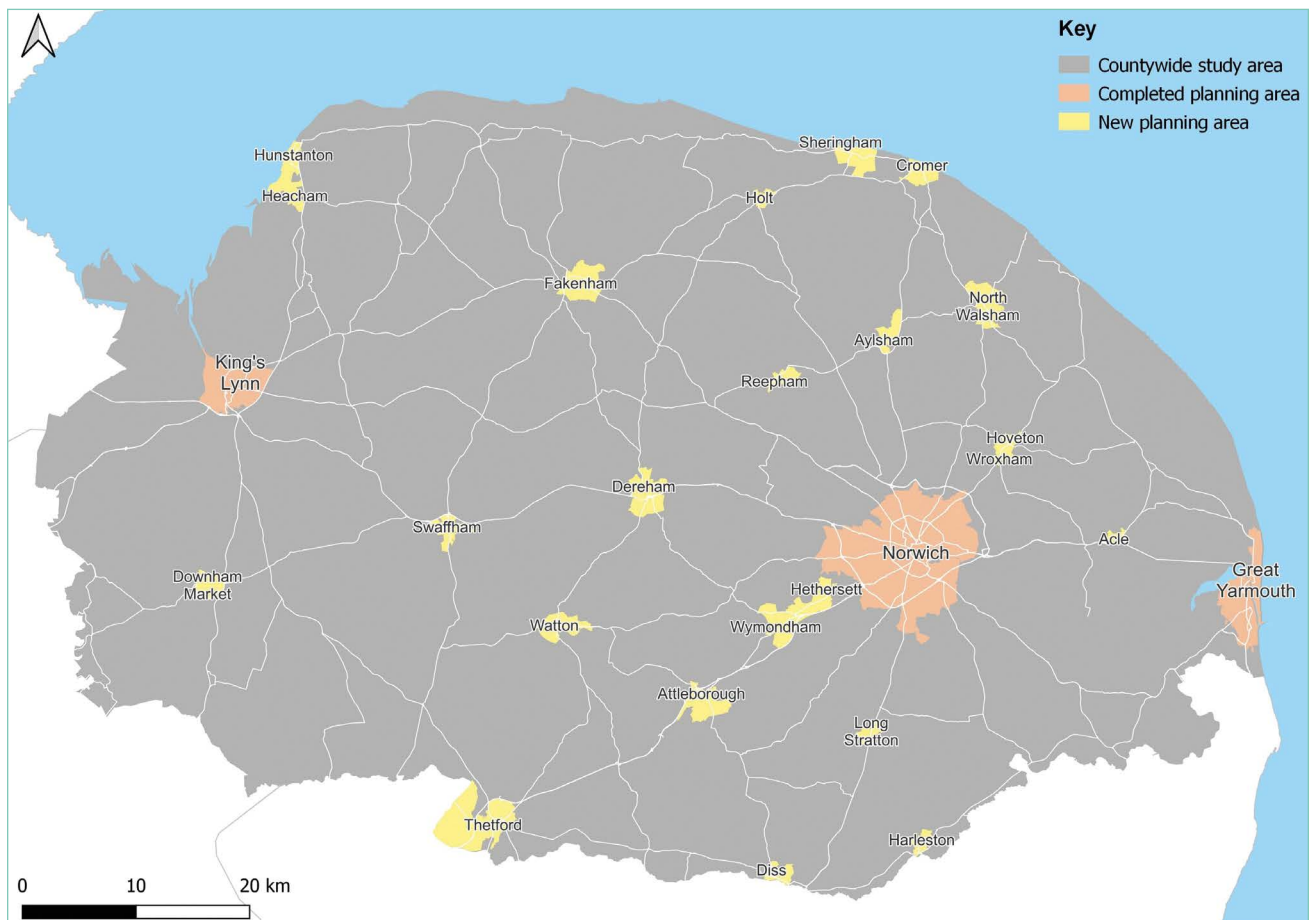 Key
Countywide study area
Completed planning area
New planning area
Hunstanton
Heacham
Sheringham
Cromer
Holt
Fakenham
North
Walsham
Aylsham
King's
Lynn
Reepham
Hoveton
Wroxham
Dereham
Swaffham
Norwich
Acle
Downham
Market
Great
Yarmouth
Hethersett
Watton
Wymondham
Attleborough
Long
Stratton
Thetford
Harleston
Diss
0 10 20 km